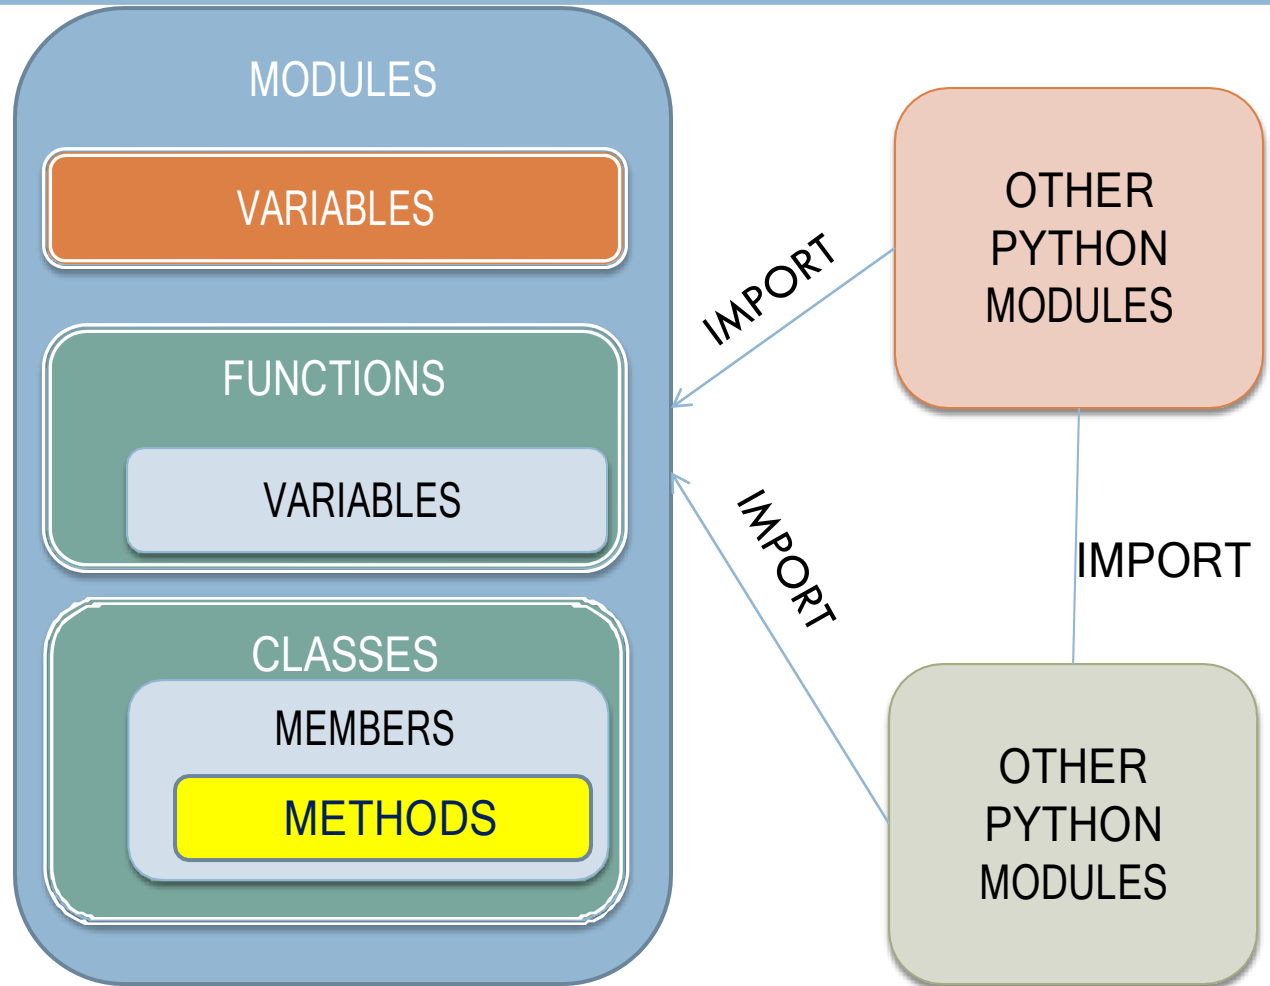 MODULES
VARIABLES
FUNCTIONS
VARIABLES
CLASSES
MEMBERS
METHODS
IMPORT
IMPORT
OTHER
PYTHON
MODULES
IMPORT
OTHER
PYTHON
MODULES